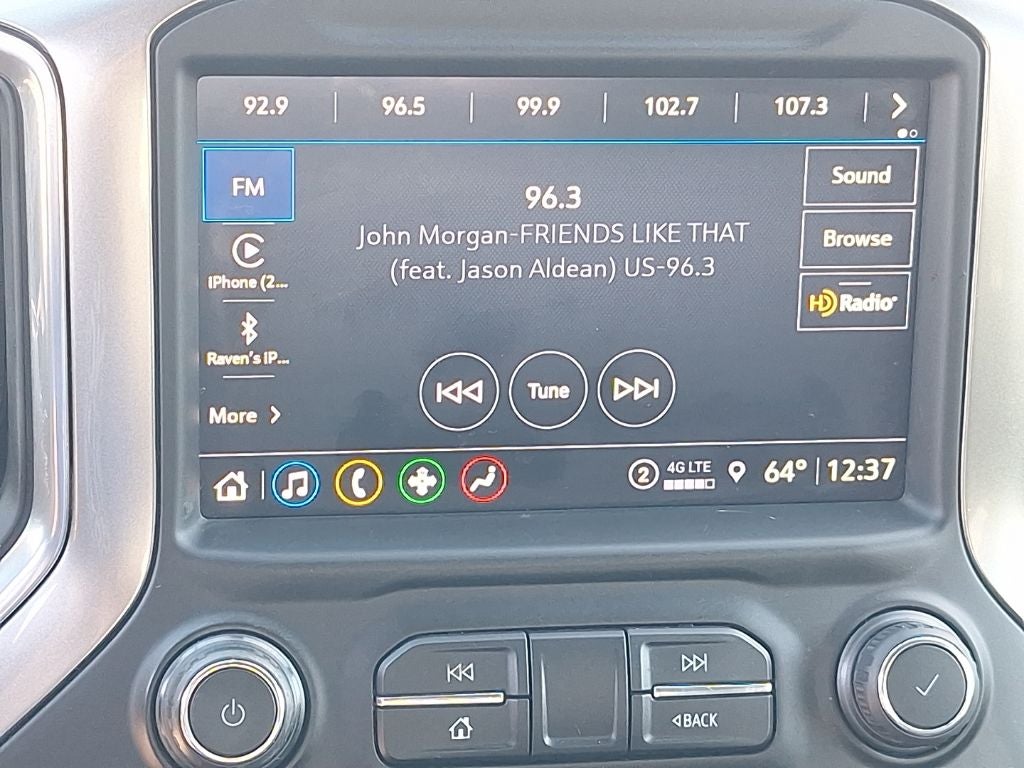 92.9 96.5 99.9 102.7 107.3
FM
96.3
Sound
John Morgan-FRIENDS LIKE THAT
(feat. Jason Aldean) US-96.3
Browse
iPhone (2...
HD Radio
Raven's iP...
Tune
More
2 4G LTE 64° 12:37
BACK